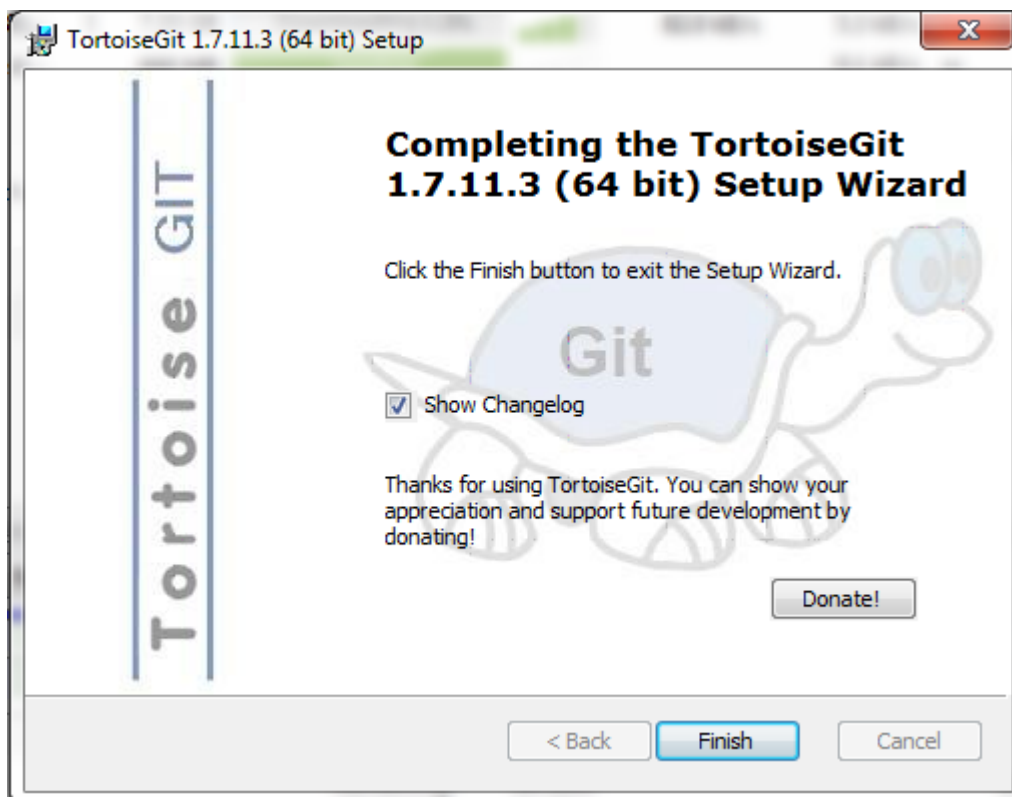 TortoiseGit 1.7.11.3 (64 bit) Setup
Tortoise GIT
Completing the TortoiseGit
1.7.11.3 (64 bit) Setup Wizard
Click the Finish button to exit the Setup Wizard.
Git
Show Changelog
Thanks for using TortoiseGit. You can show your
appreciation and support future development by
donating!
Donate!
< Back
Finish
Cancel